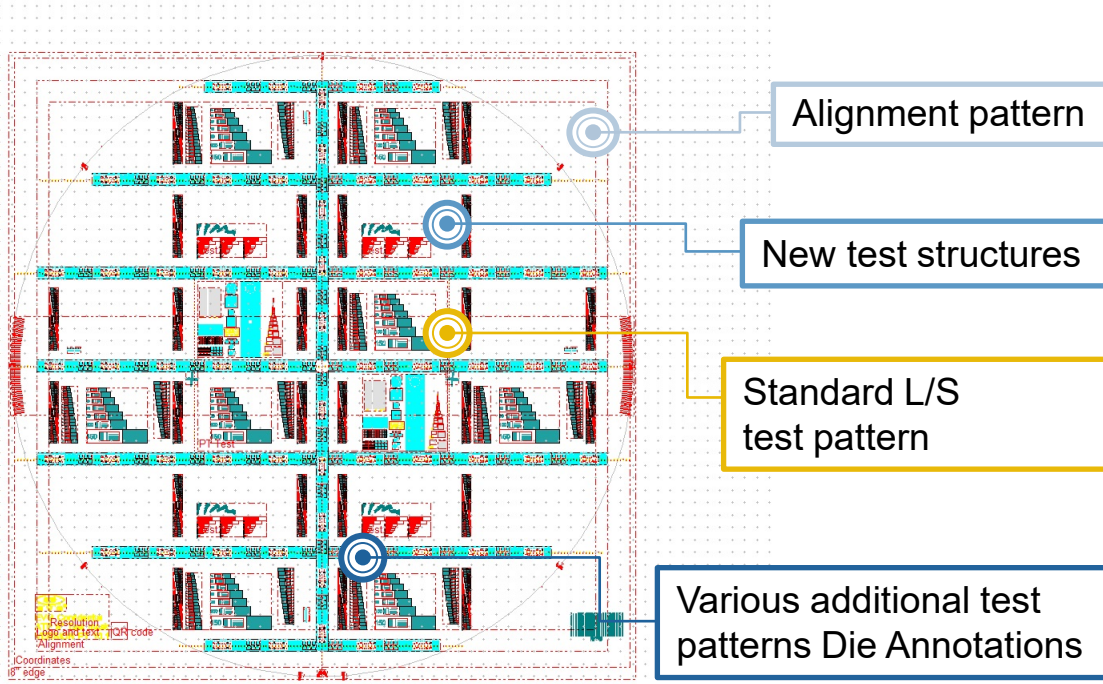 Alignment pattern
New test structures
Standard L/S
test pattern
PT Test
Various additional test
patterns Die Annotations
Resolution
Logo and text QR code
Alignment
Coordinates
8" edge